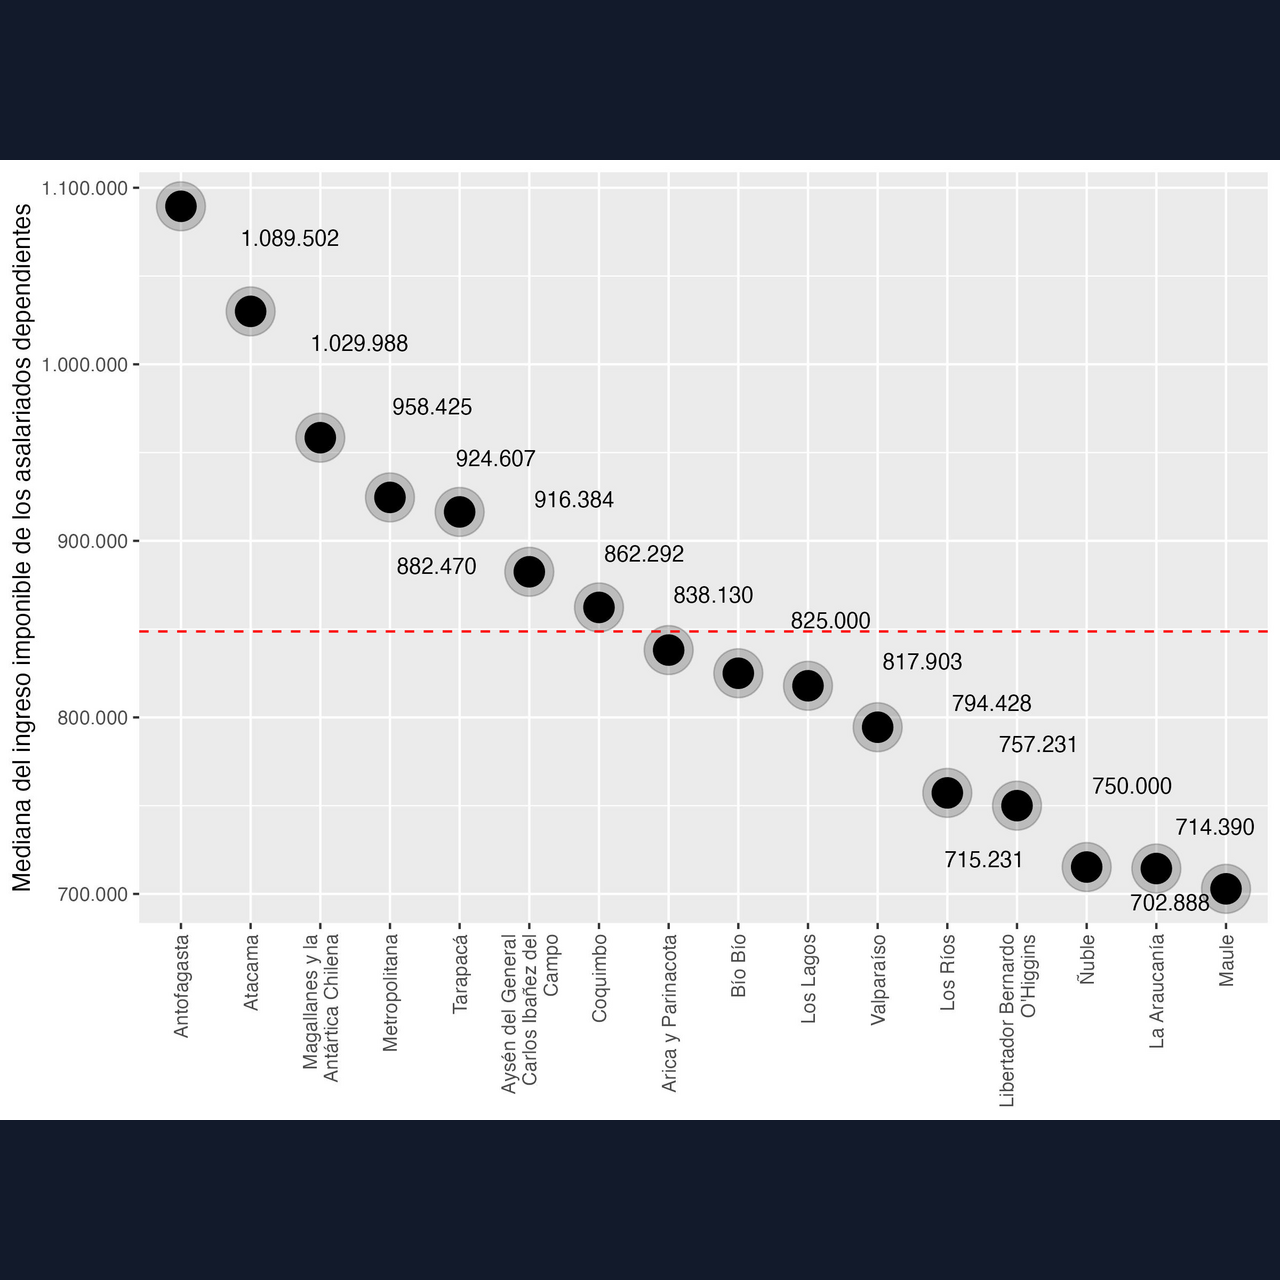 Mediana del ingreso imponible de los asalariados dependientes
1.100.000
1.000.000
900.000
800.000
700.000
1.089.502
1.029.988
958.425
924.607
916.384
862.292
882.470
838.130
825.000
817.903
794.428
757.231
750.000
714.390
715.231
702.888
Antofagasta
Atacama
Magallanes y la
Antártica Chilena
Metropolitana
Tarapacá
Aysén del General
Carlos Ibañez del
Campo
Coquimbo
Arica y Parinacota
Bío Bío
Los Lagos
Valparaíso
Los Ríos
Libertador Bernardo
O'Higgins
Ñuble
La Araucanía
Maule